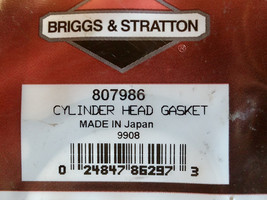 BRIGGS & STRATTON
®
807986
CYLINDER HEAD GASKET
MADE IN Japan
9908
0 24847 86297 3